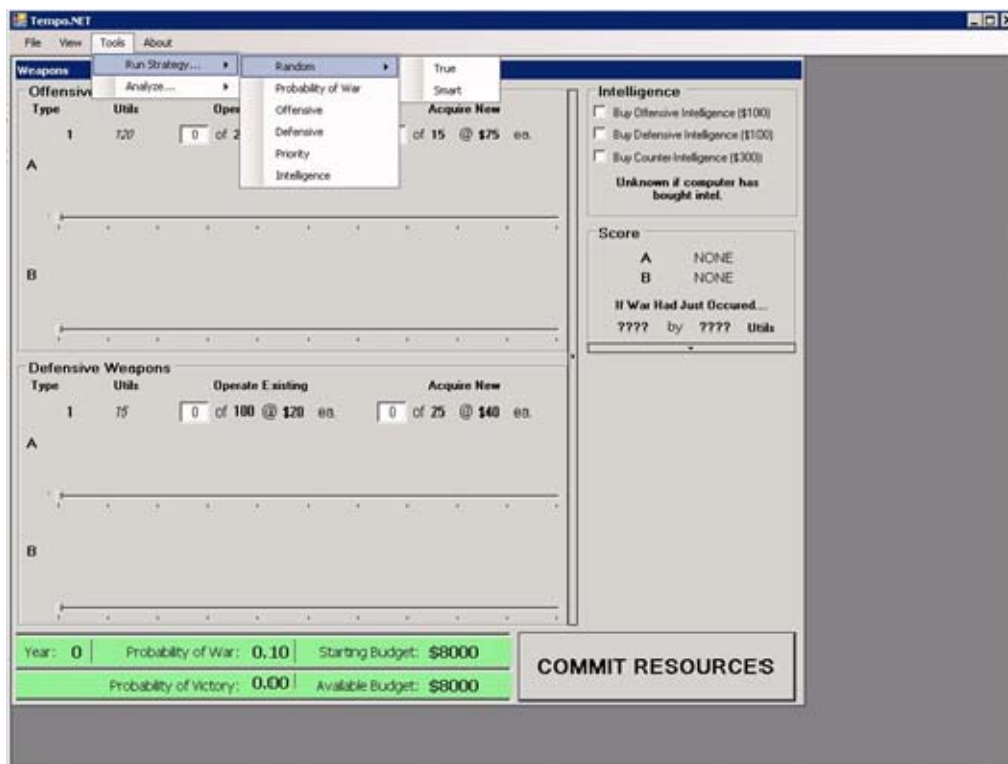 Tempo.NET
File View Tools About
Run Strategy...
Analyze...
Random
Probability of War
Offensive
Defensive
Priority
Intelligence
True
Smart
Weapons
Offensive
Type Utils Acquire New
1 120 0 of 2 of 15 @ $75 ea.
A
B
Defensive Weapons
Type Utils Operate Existing Acquire New
1 15 0 of 100 @ $20 ea. 0 of 25 @ $40 ea.
A
B
Intelligence
Buy Offensive Intelligence ($100)
Buy Defensive Intelligence ($100)
Buy Counter-Intelligence ($300)
Unknown if computer has
bought intel.
Score
A NONE
B NONE
If War Had Just Occured....
???? by ???? Utils
Year: 0 Probability of War: 0.10 Starting Budget: $8000
Probability of Victory: 0.00 Available Budget: $8000
COMMIT RESOURCES